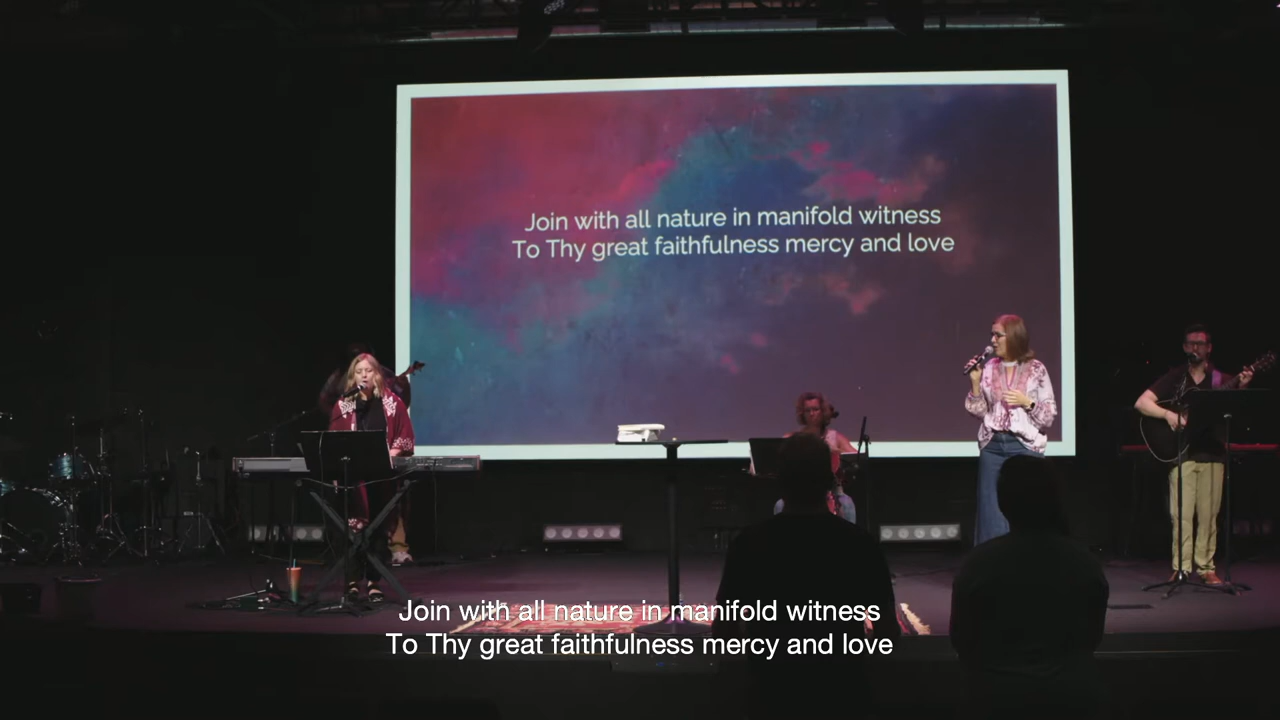 Join with all nature in manifold witness
To Thy great faithfulness mercy and love
Join with all nature in manifold witness
To Thy great faithfulness mercy and love